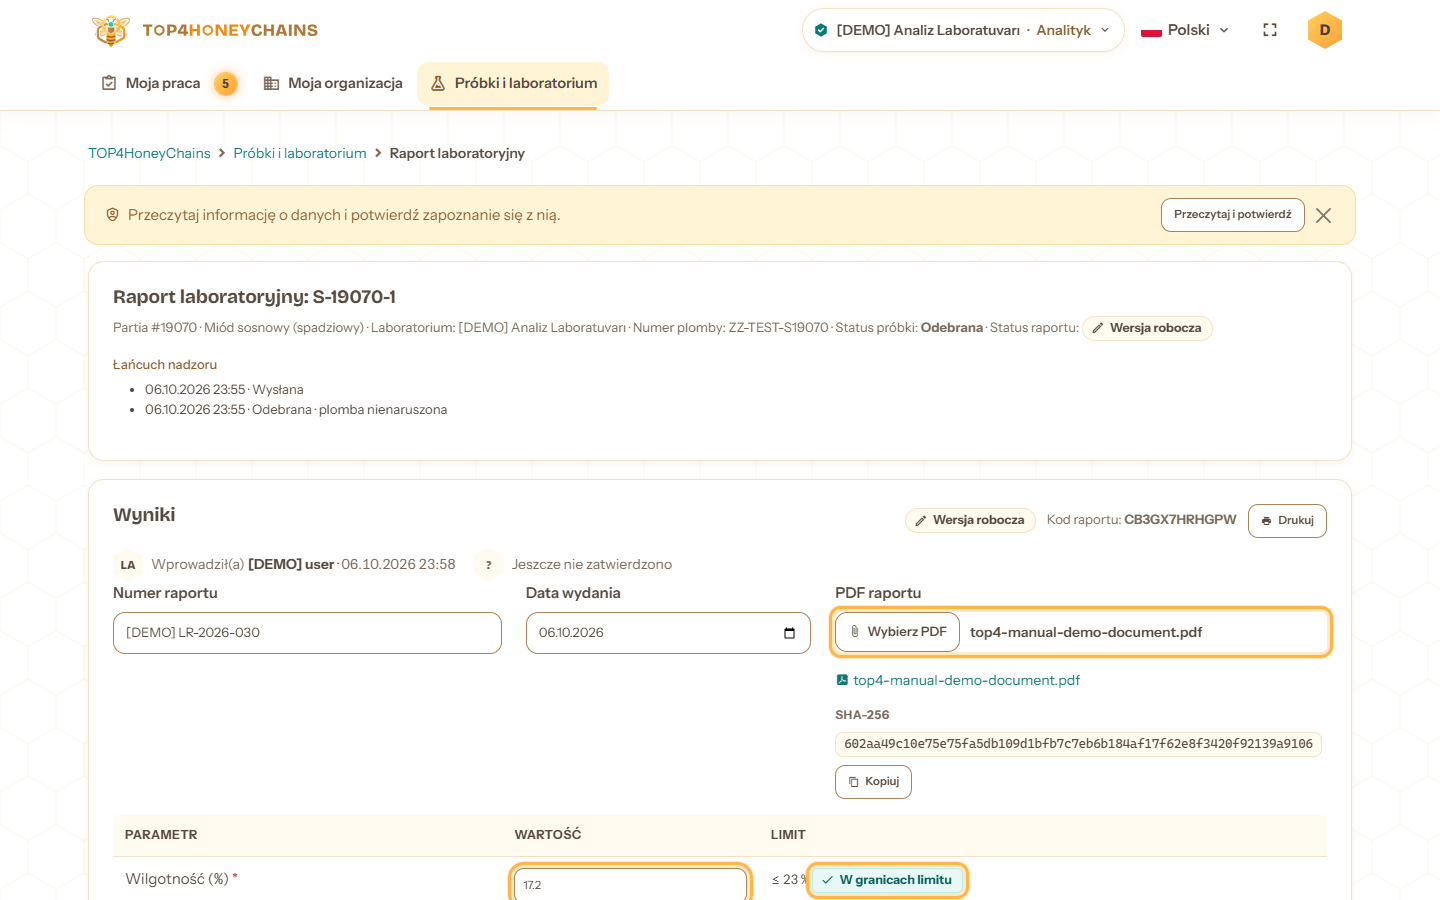 TOP4HONEYCHAINS
[DEMO] Analiz Laboratuvarı · Analityk
Polski
D
Moja praca 5
Moja organizacja
Próbki i laboratorium
TOP4HoneyChains > Próbki i laboratorium > Raport laboratoryjny
Przeczytaj informację o danych i potwierdź zapoznanie się z nią.
Przeczytaj i potwierdź
Raport laboratoryjny: S-19070-1
Partia #19070 · Miód sosnowy (spadziowy) · Laboratorium: [DEMO] Analiz Laboratuvarı · Numer plomby: ZZ-TEST-S19070 · Status próbki: Odebrana · Status raportu: Wersja robocza
Łańcuch nadzoru
• 06.10.2026 23:55 · Wysłana
• 06.10.2026 23:55 · Odebrana · plomba nienaruszona
Wyniki
Wersja robocza
Kod raportu: CB3GX7HRHGPW
Drukuj
LA Wprowadził(a) [DEMO] user · 06.10.2026 23:58
? Jeszcze nie zatwierdzono
Numer raportu
[DEMO] LR-2026-030
Data wydania
06.10.2026
PDF raportu
Wybierz PDF top4-manual-demo-document.pdf
top4-manual-demo-document.pdf
SHA-256
602aa49c10e75e75fa5db109d1bfb7c7eb6b184af17f62e8f3420f92139a9106
Kopiuj
PARAMETR WARTOŚĆ LIMIT
Wilgotność (%) * 17.2 ≤ 23 % W granicach limitu